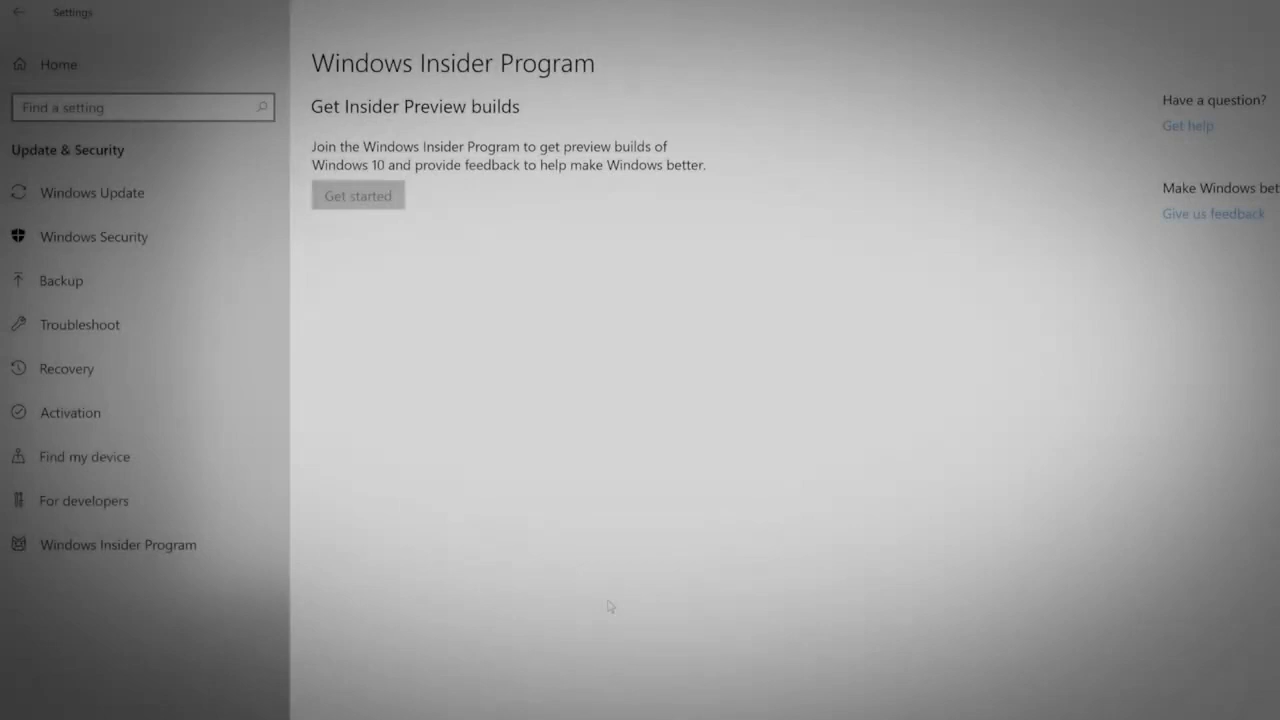 Settings
Home
Find a setting
Update & Security
Windows Update
Windows Security
Backup
Troubleshoot
Recovery
Activation
Find my device
For developers
Windows Insider Program
Windows Insider Program
Get Insider Preview builds
Join the Windows Insider Program to get preview builds of
Windows 10 and provide feedback to help make Windows better.
Get started
Have a question?
Get help
Make Windows bet
Give us feedback